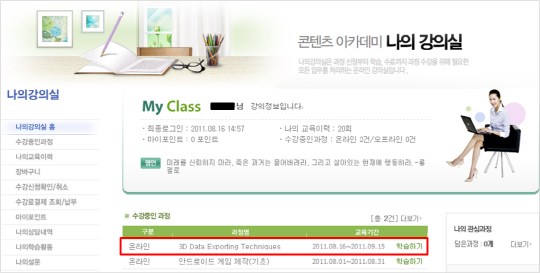 콘텐츠 아카데미 나의 강의실
나의강의실은 과정 신청부터 학습, 수료까지 과정 수강을 위해 필요한
모든 업무를 처리하는 온라인 강의실입니다.
나의강의실
My Class 님 강의정보입니다.
· 최종로그인 : 2011.08.16 14:57
· 나의 교육이력 : 20회
· 마이포인트 : 0 포인트
· 수강중인과정 : 온라인 2건/오프라인 0건
명언 미래를 신뢰하지 마라, 죽은 과거는 묻어버려라, 그리고 살아있는 현재에 행동하라. -롱
펠로
나의강의실 홈
수강중인과정
나의교육이력
장바구니
수강신청확인/취소
수강료결제 조회/납부
마이포인트
나의상담내역
나의학습활동
나의설문
수강중인 과정 [총 2건] 더보기
구분 과정명 교육기간
온라인 3D Data Exporting Techniques 2011.08.16~2011.09.15 학습하기
온라인 안드로이드 게임 제작(기초) 2011.08.01~2011.08.31 학습하기
나의 관심과정
담은과정 : 0개 더보기